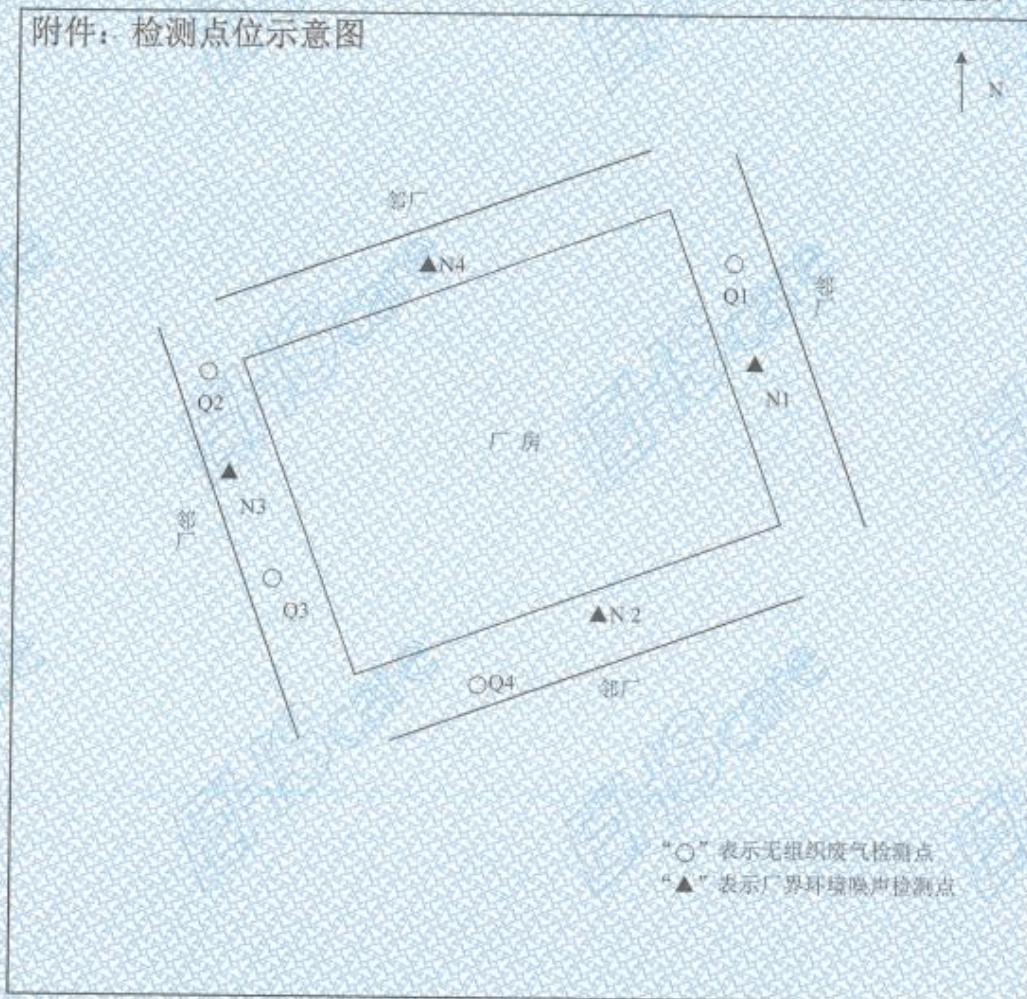 附件：检测点位示意图
N
邻厂
▲N4
○
Q1
邻厂
○
Q2
▲
N1
厂 房
▲
N3
邻厂
○
Q3
▲N 2
○Q4
邻厂
“○” 表示无组织废气检测点
“▲” 表示厂界环境噪声检测点